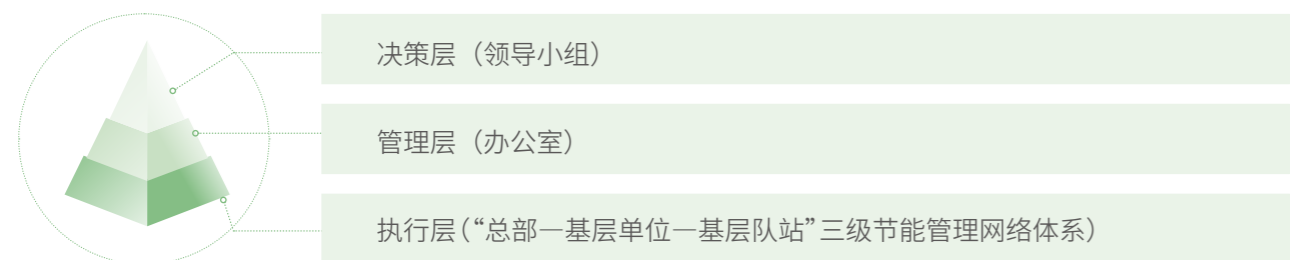 决策层（领导小组）
管理层（办公室）
执行层（“总部—基层单位—基层队站”三级节能管理网络体系）